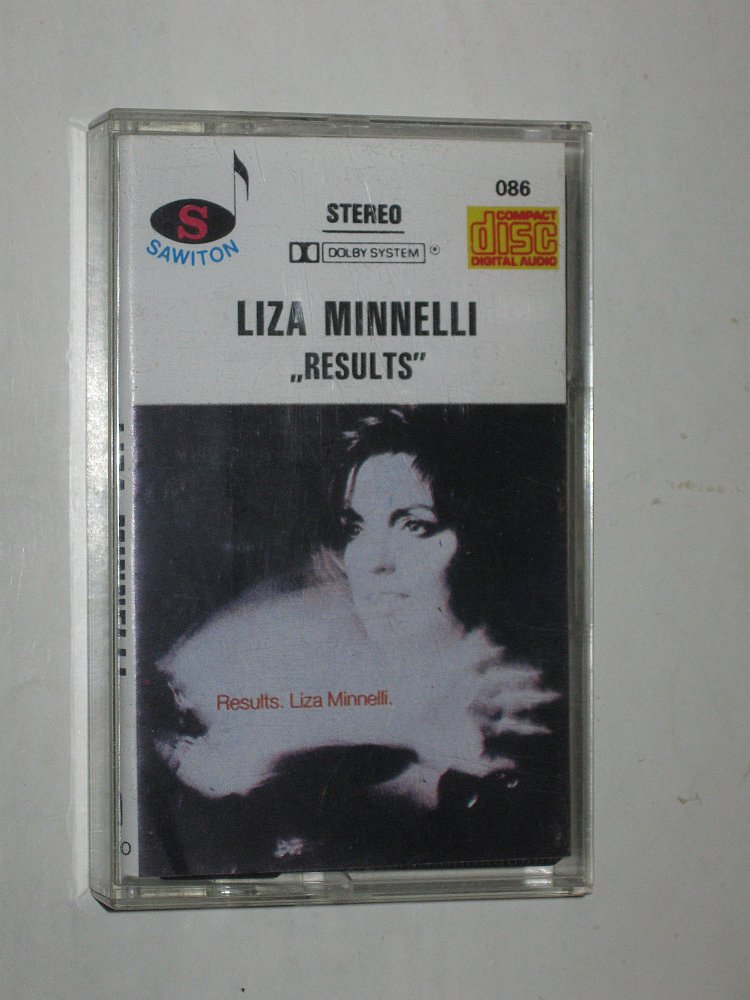 S
SAWITON
STEREO
DOLBY SYSTEM ®
086
COMPACT
disc
DIGITAL AUDIO
LIZA MINNELLI
„RESULTS”
Results. Liza Minnelli.